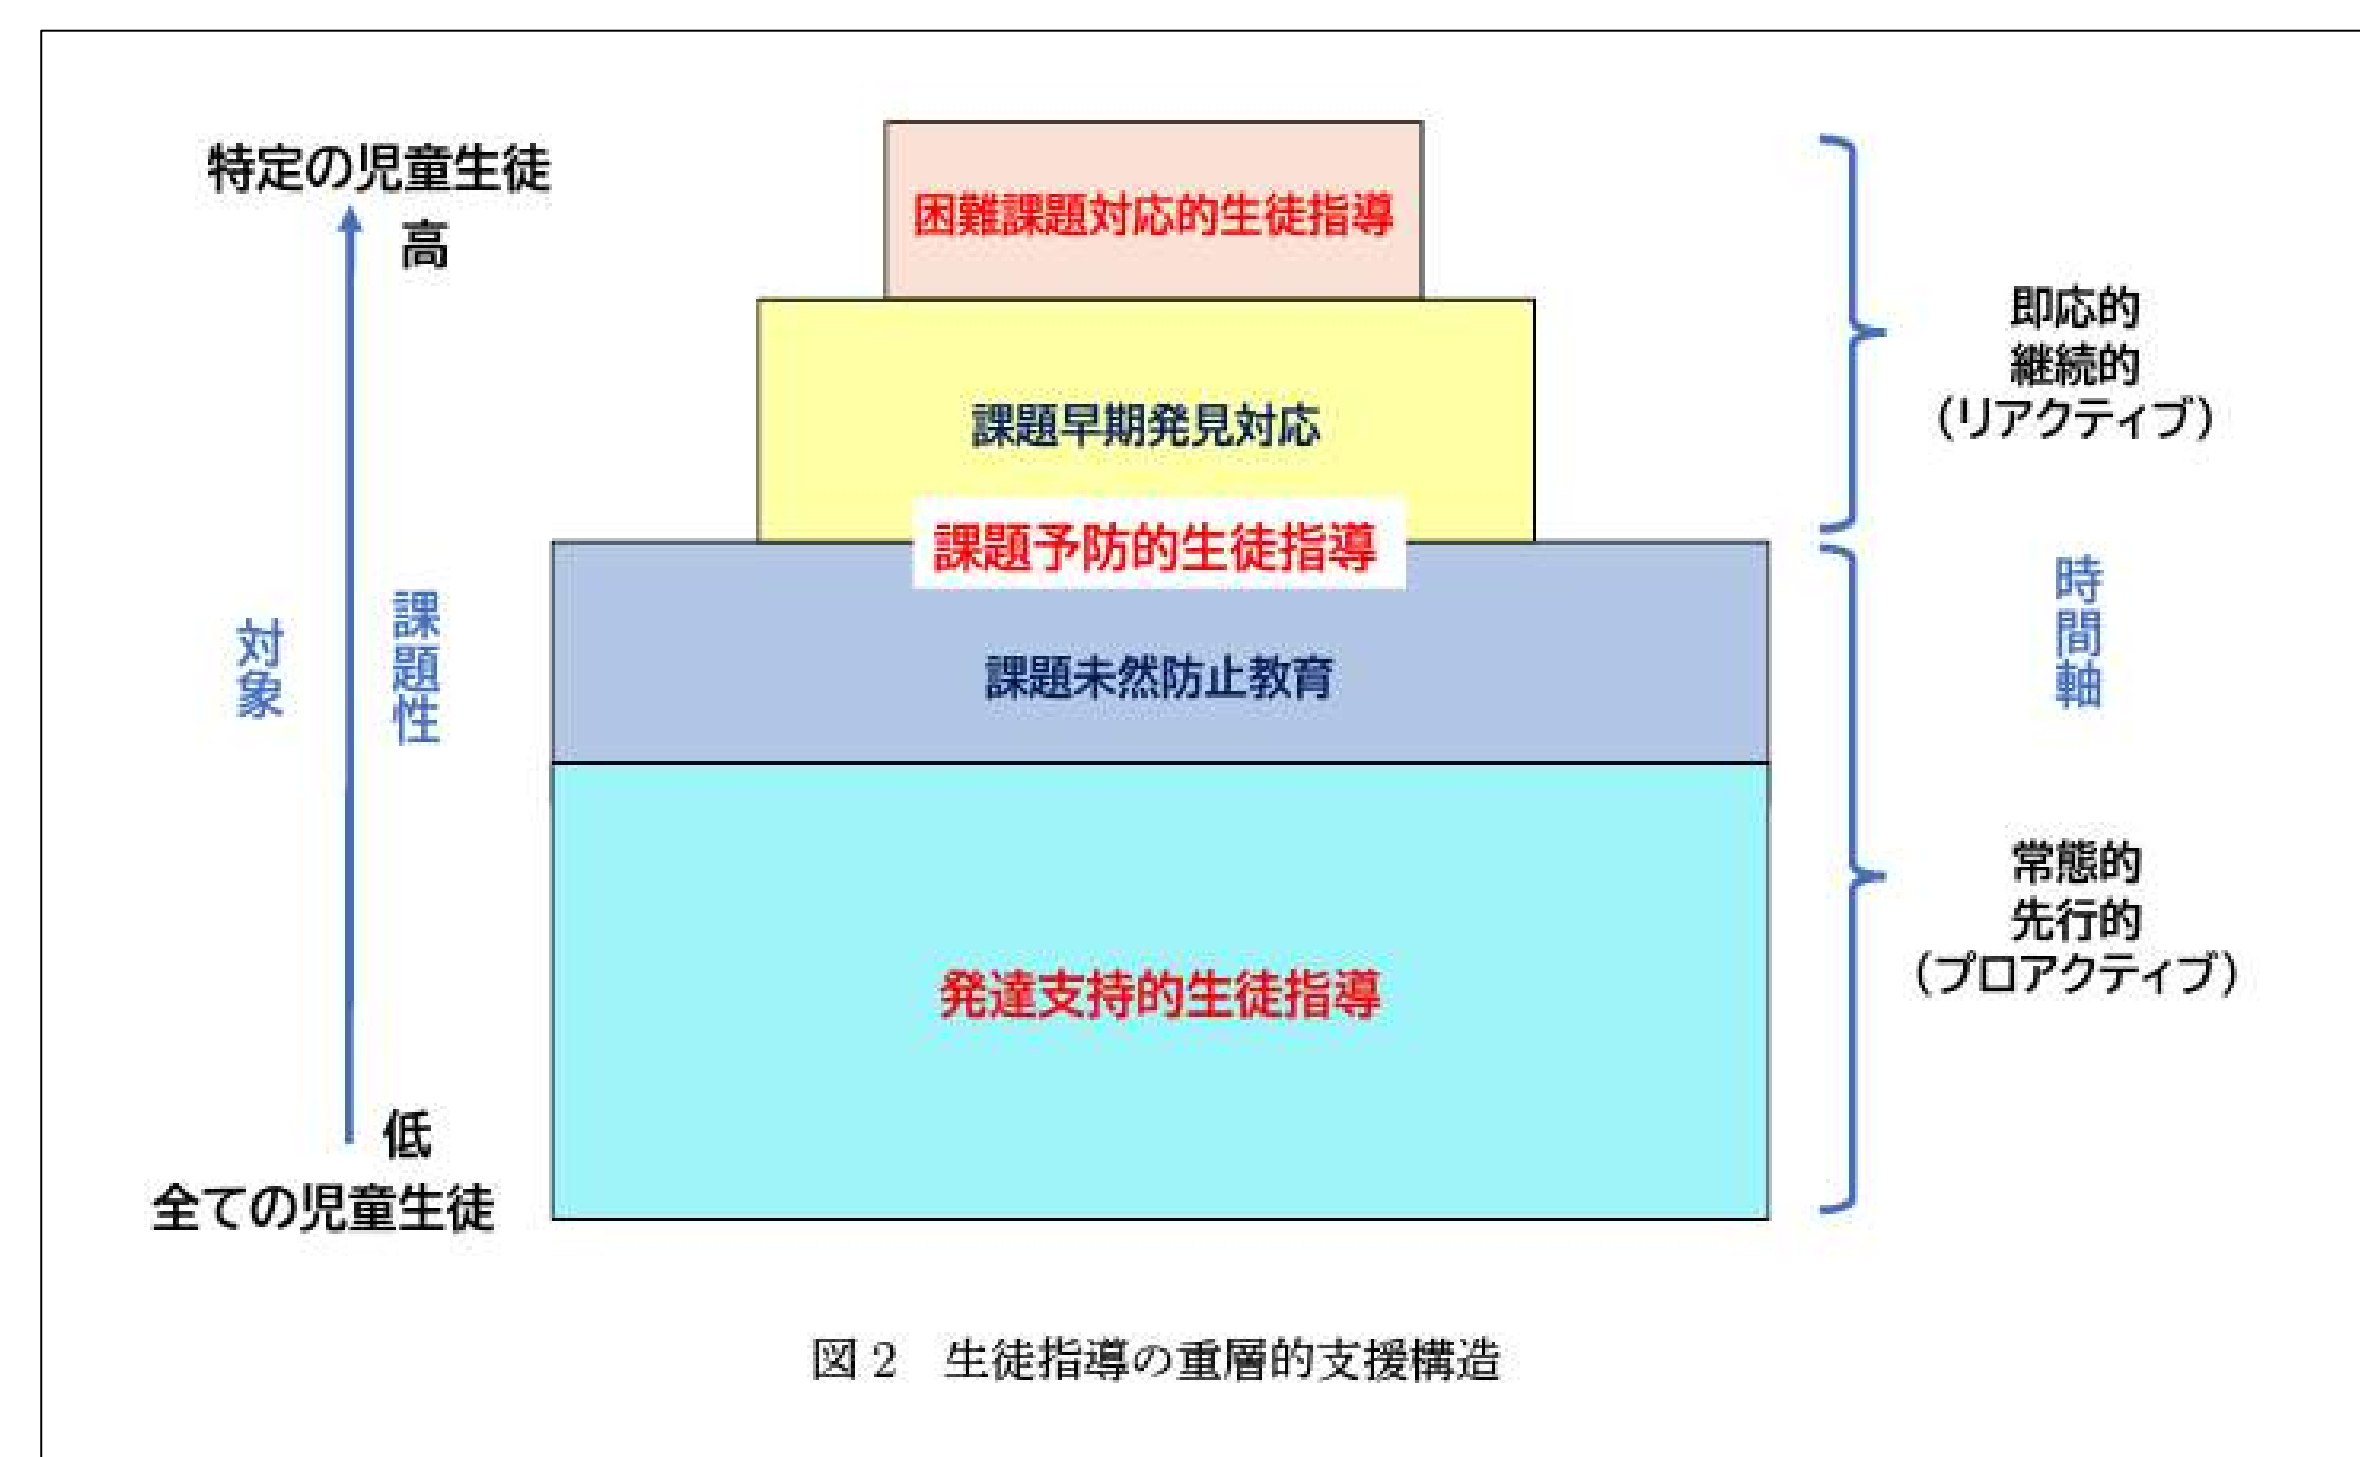 特定の児童生徒
高
対象
課題性
低
全ての児童生徒
困難課題対応的生徒指導
課題早期発見対応
課題予防的生徒指導
課題未然防止教育
発達支持的生徒指導
即応的
継続的
（リアクティブ）
時間軸
常態的
先行的
（プロアクティブ）
図２　生徒指導の重層的支援構造